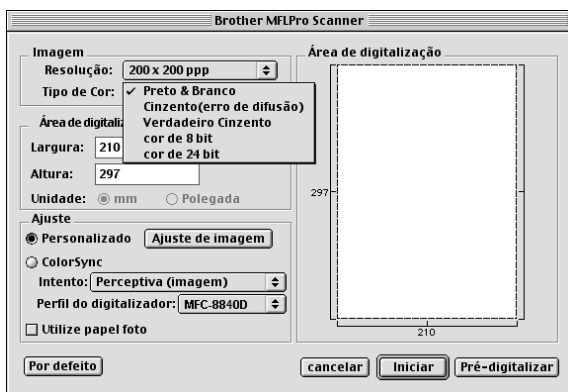 Brother MFLPro Scanner
Imagem
Resolução: 200 x 200 ppp
Tipo de Cor: ✓ Preto & Branco
Cinzento(erro de difusão)
Verdadeiro Cinzento
cor de 8 bit
cor de 24 bit
Área de
Largura: 210
Altura: 297
Unidade: mm Polegada
Ajuste
Personalizado Ajuste de imagem
ColorSync
Intento: Perceptiva (imagem)
Perfil do digitalizador: MFC-8840D
Utilize papel foto
Por defeito
Área de digitalização
297
210
cancelar Iniciar Pré-digitalizar